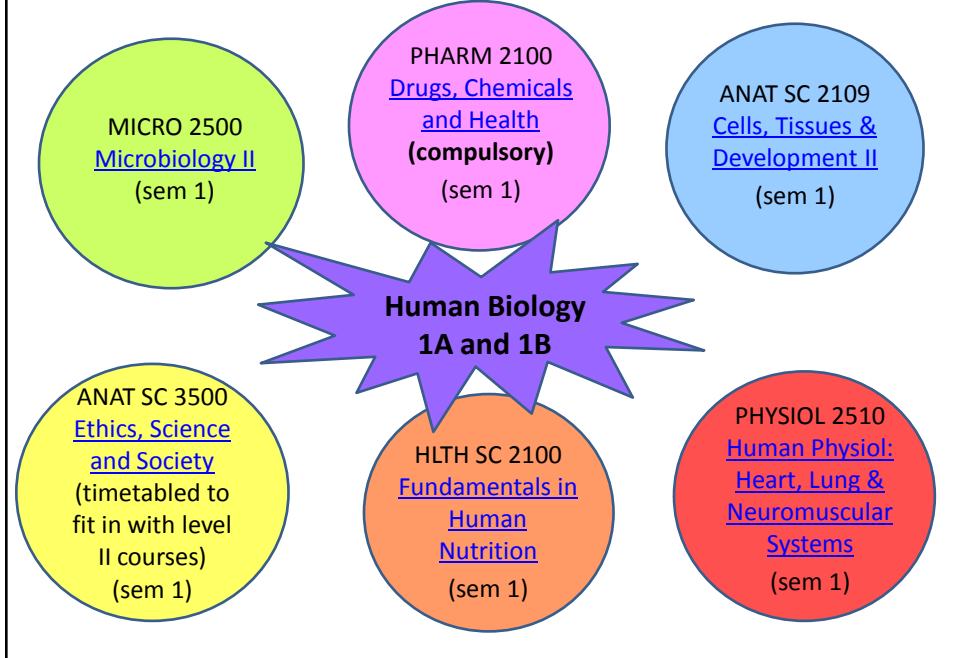 MICRO 2500
Microbiology II
(sem 1)
PHARM 2100
Drugs, Chemicals
and Health
(compulsory)
(sem 1)
ANAT SC 2109
Cells, Tissues &
Development II
(sem 1)
Human Biology
1A and 1B
ANAT SC 3500
Ethics, Science
and Society
(timetabled to
fit in with level
II courses)
(sem 1)
HLTH SC 2100
Fundamentals in
Human
Nutrition
(sem 1)
PHYSIOL 2510
Human Physiol:
Heart, Lung &
Neuromuscular
Systems
(sem 1)